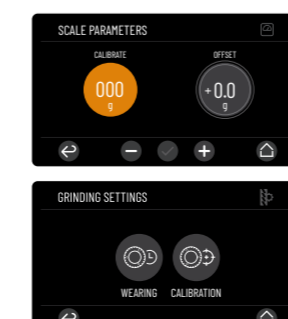 SCALE PARAMETERS
CALIBRATE OFFSET
000 +0.0
g g
GRINDING SETTINGS
WEARING CALIBRATION